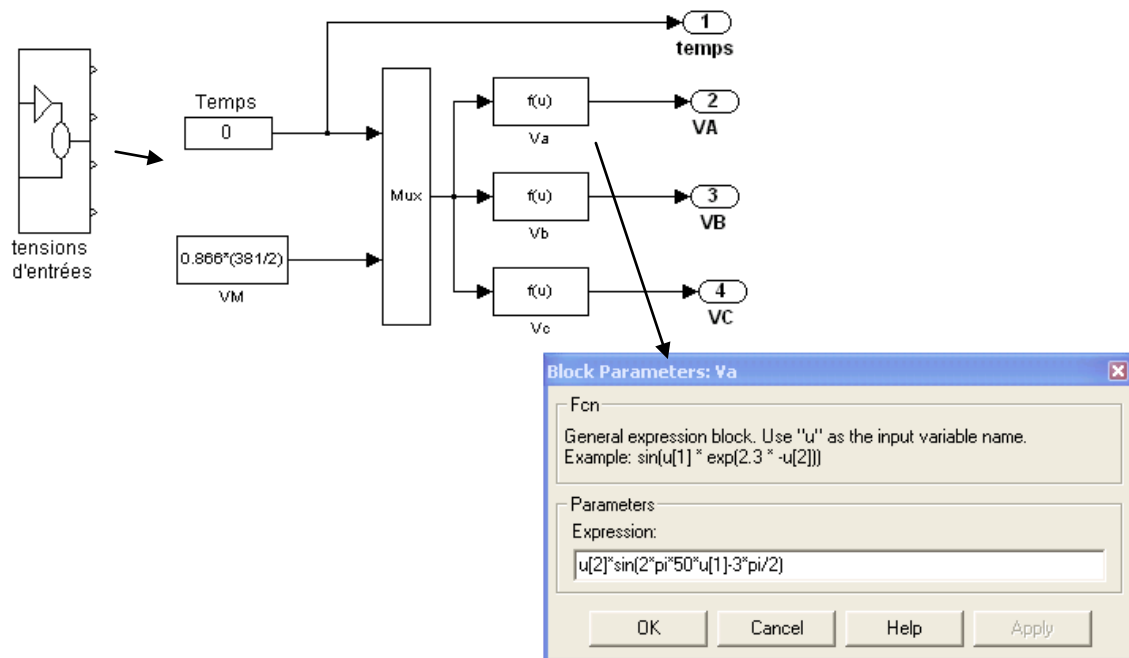 1
temps
Temps
0
f(u)
Va
2
VA
Mux
f(u)
Vb
3
VB
tensions
d'entrées
0.866*(381/2)
VM
f(u)
Vc
4
VC
Block Parameters: Va
Fcn
General expression block. Use "u" as the input variable name.
Example: sin(u[1] * exp(2.3 * -u[2]))
Parameters
Expression:
u[2]*sin(2*pi*50*u[1]-3*pi/2)
OK
Cancel
Help
Apply